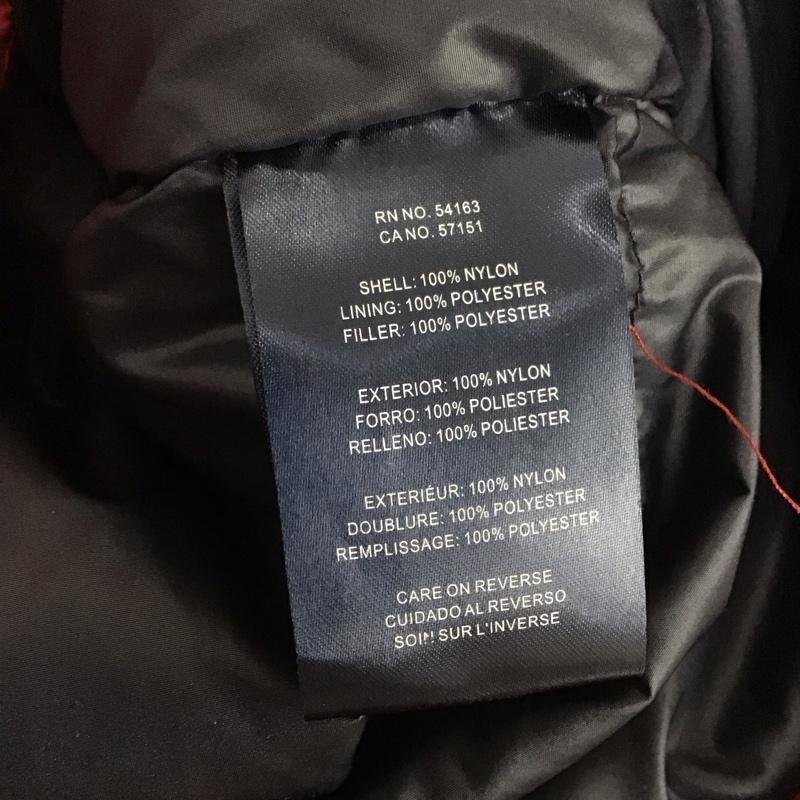 RN NO. 54163
CA NO. 57151
SHELL: 100% NYLON
LINING: 100% POLYESTER
FILLER: 100% POLYESTER
EXTERIOR: 100% NYLON
FORRO: 100% POLIESTER
RELLENO: 100% POLIESTER
EXTERIÉUR: 100% NYLON
DOUBLURE: 100% POLYESTER
REMPLISSAGE: 100% POLYESTER
CARE ON REVERSE
CUIDADO AL REVERSO
SOIN SUR L'INVERSE